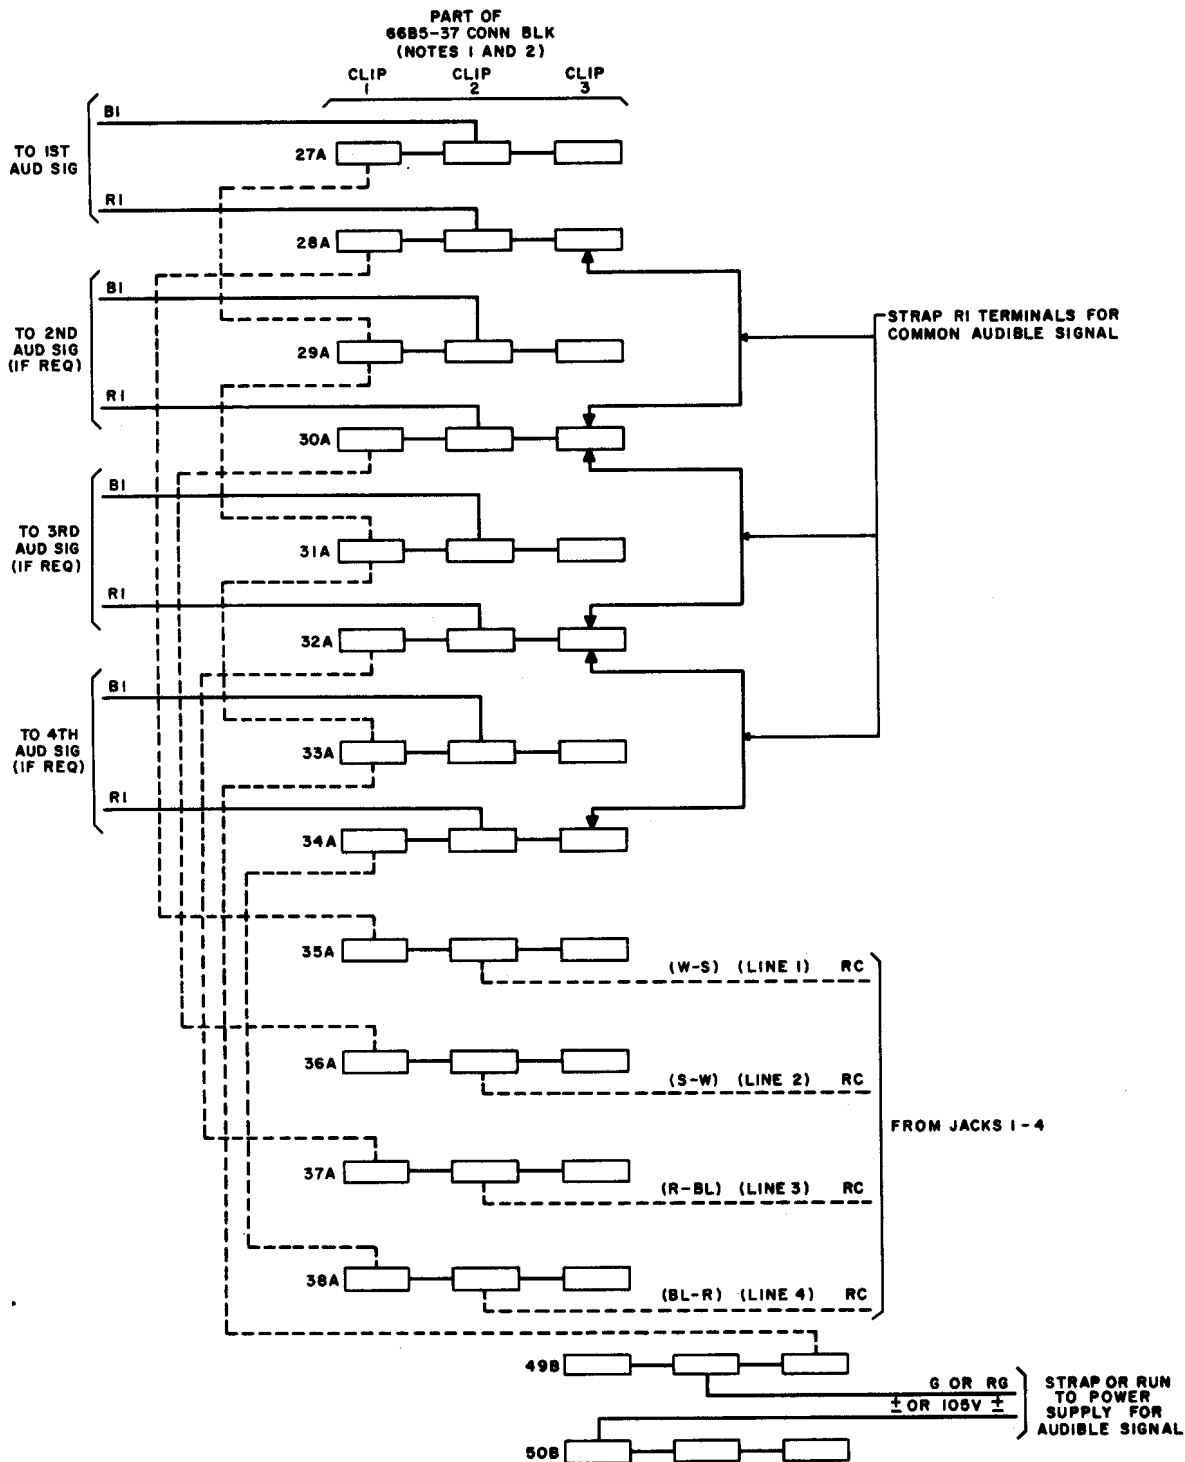 PART OF
66B5-37 CONN BLK
(NOTES 1 AND 2)
CLIP 1
CLIP 2
CLIP 3
TO 1ST
AUD SIG
B1
27A
R1
28A
TO 2ND
AUD SIG
(IF REQ)
B1
29A
R1
30A
STRAP R1 TERMINALS FOR
COMMON AUDIBLE SIGNAL
TO 3RD
AUD SIG
(IF REQ)
B1
31A
R1
32A
TO 4TH
AUD SIG
(IF REQ)
B1
33A
R1
34A
35A
(W-S) (LINE 1) RC
36A
(S-W) (LINE 2) RC
FROM JACKS 1-4
37A
(R-BL) (LINE 3) RC
38A
(BL-R) (LINE 4) RC
49B
G OR RG
± OR 105V ±
50B
STRAP OR RUN
TO POWER
SUPPLY FOR
AUDIBLE SIGNAL